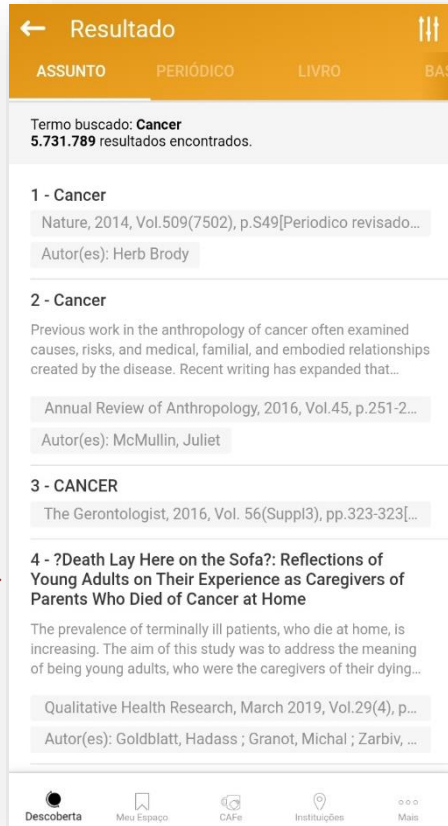 Resultado
ASSUNTO PERIÓDICO LIVRO BAS
Termo buscado: Cancer
5.731.789 resultados encontrados.
1 - Cancer
Nature, 2014, Vol.509(7502), p.S49[Periodico revisado...
Autor(es): Herb Brody
2 - Cancer
Previous work in the anthropology of cancer often examined
causes, risks, and medical, familial, and embodied relationships
created by the disease. Recent writing has expanded that...
Annual Review of Anthropology, 2016, Vol.45, p.251-2...
Autor(es): McMullin, Juliet
3 - CANCER
The Gerontologist, 2016, Vol. 56(Suppl3), pp.323-323[...
4 - ?Death Lay Here on the Sofa?: Reflections of
Young Adults on Their Experience as Caregivers of
Parents Who Died of Cancer at Home
The prevalence of terminally ill patients, who die at home, is
increasing. The aim of this study was to address the meaning
of being young adults, who were the caregivers of their dying...
Qualitative Health Research, March 2019, Vol.29(4), p...
Autor(es): Goldblatt, Hadass ; Granot, Michal ; Zarbiv, ...
Descoberta Meu Espaço CAFe Instituições Mais